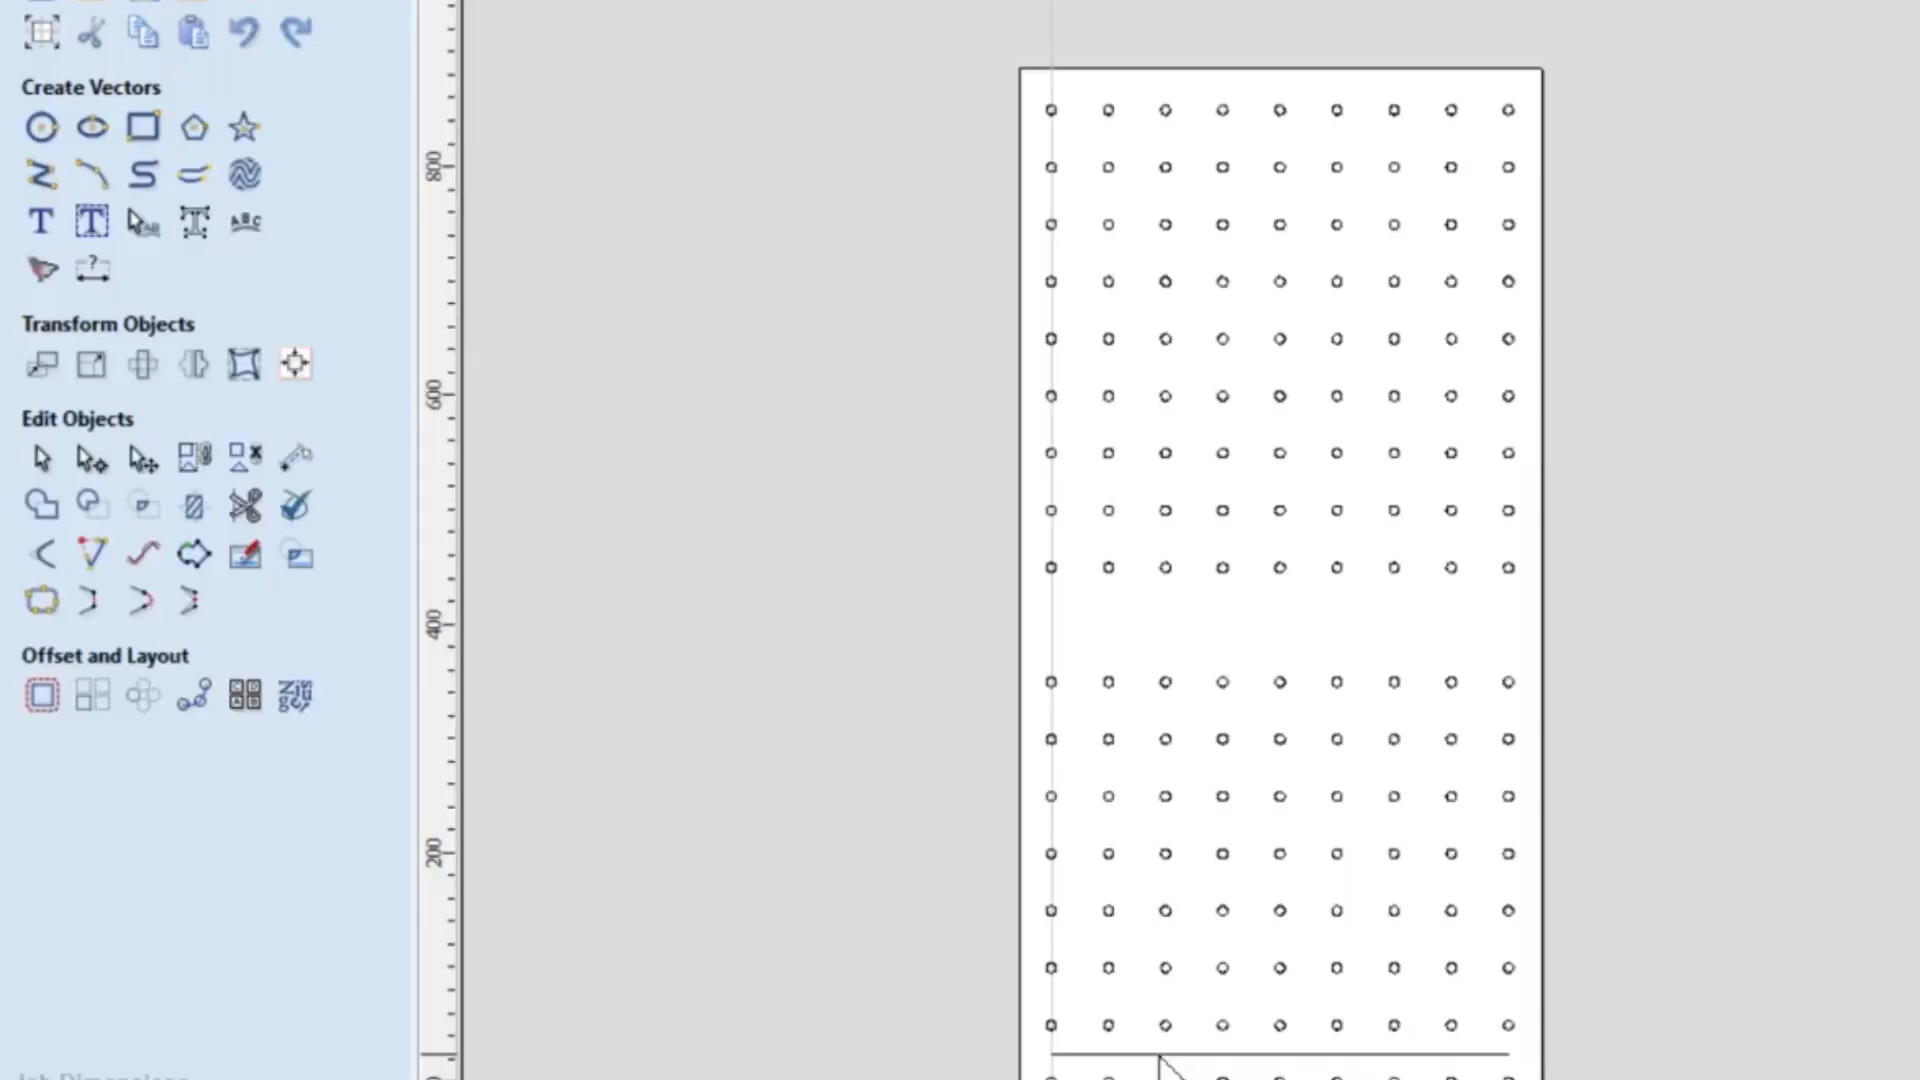 Create Vectors
Transform Objects
Edit Objects
Offset and Layout
800
600
400
200